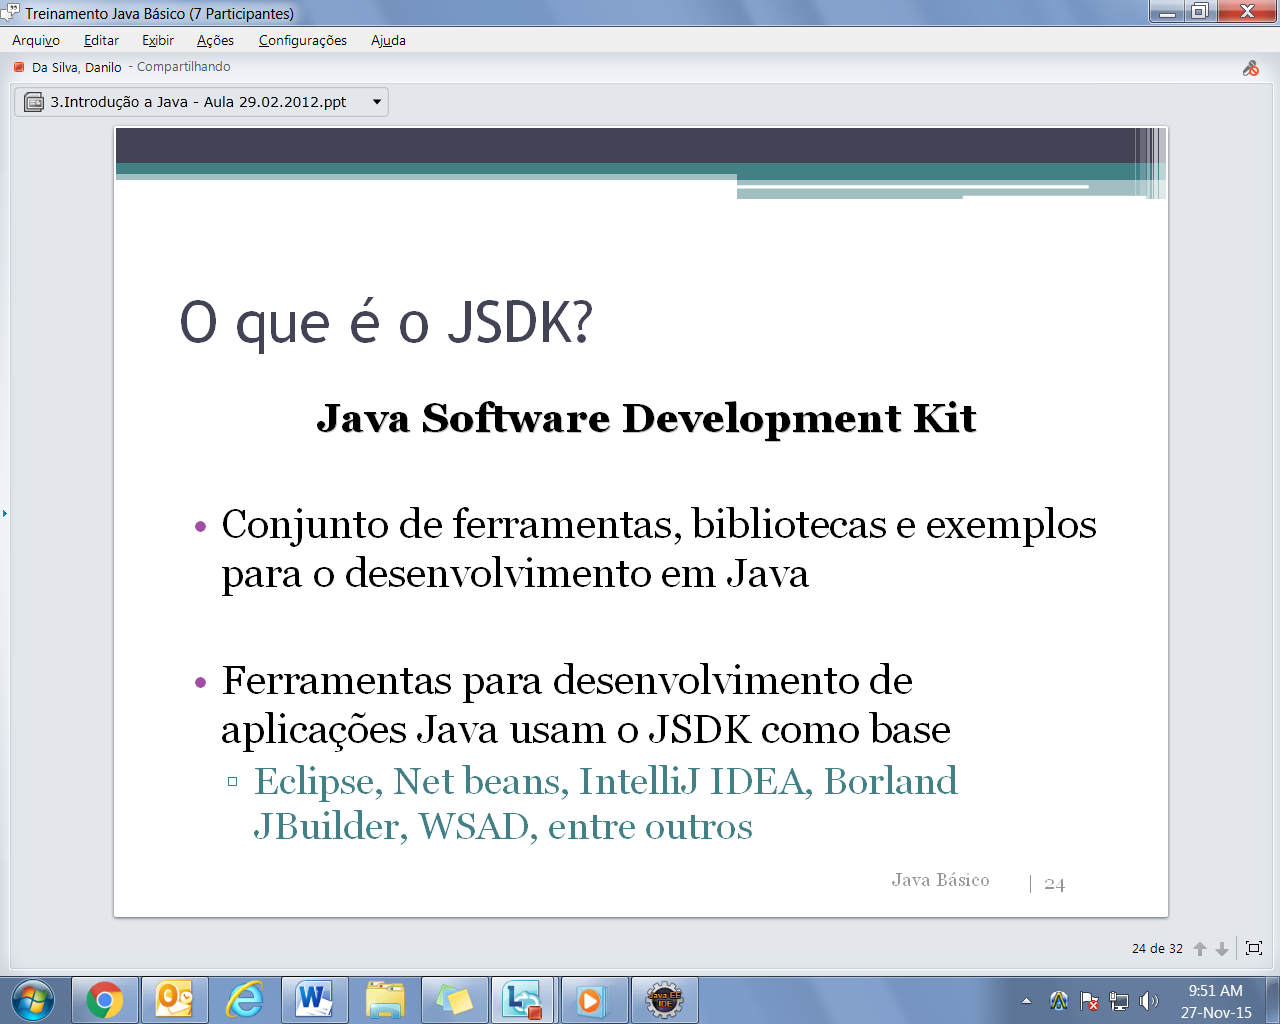 Treinamento Java Básico (7 Participantes)
Arquivo Editar Exibir Ações Configurações Ajuda
Da Silva, Danilo - Compartilhando
3.Introdução a Java - Aula 29.02.2012.ppt
O que é o JSDK?
Java Software Development Kit
• Conjunto de ferramentas, bibliotecas e exemplos
para o desenvolvimento em Java
• Ferramentas para desenvolvimento de
aplicações Java usam o JSDK como base
Eclipse, Net beans, IntelliJ IDEA, Borland
JBuilder, WSAD, entre outros
Java Básico | 24
24 de 32
Java EE
IDE
9:51 AM
27-Nov-15